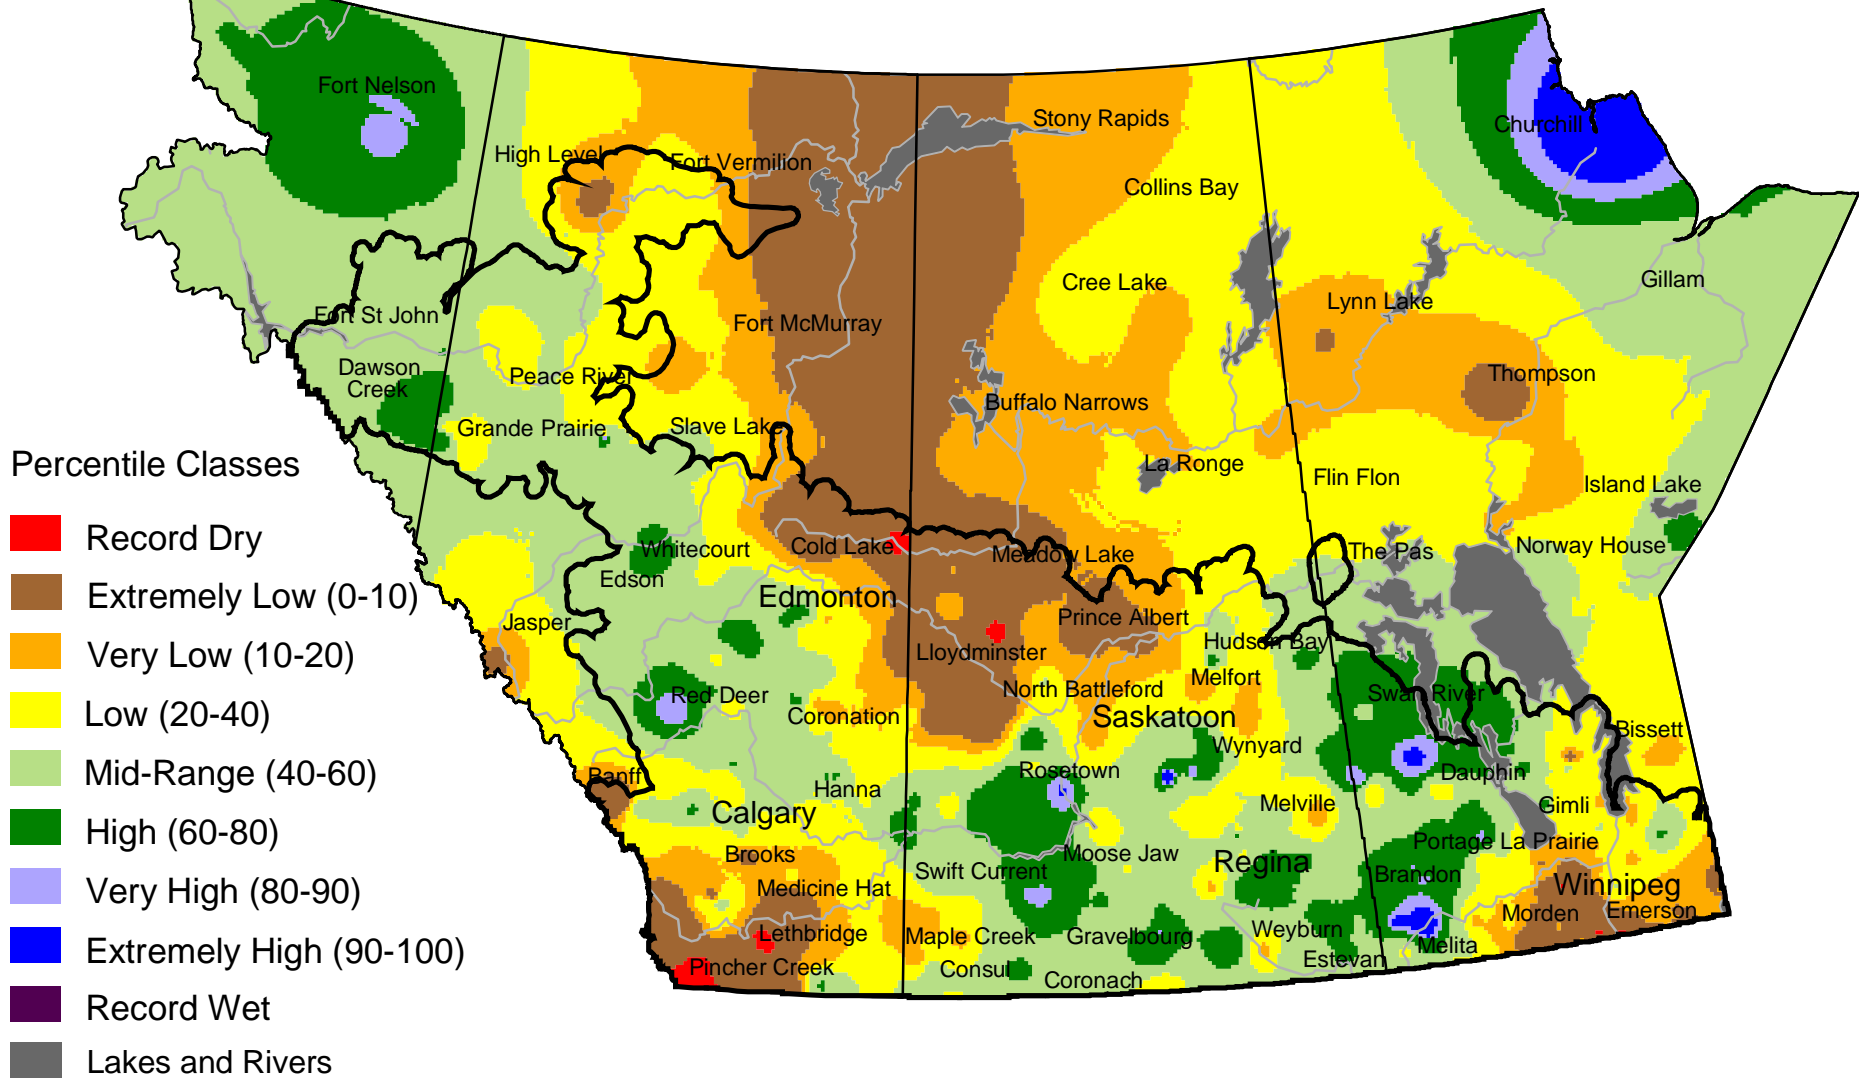 Fort Nelson
Stony Rapids
Churchill
High Level
Fort Vermilion
Collins Bay
Cree Lake
Gillam
Lynn Lake
Fort St John
Fort McMurray
Dawson
Creek
Peace River
Thompson
Buffalo Narrows
Grande Prairie
Slave Lake
La Ronge
Flin Flon
Island Lake
Percentile Classes
Record Dry
Extremely Low (0-10)
Very Low (10-20)
Low (20-40)
Mid-Range (40-60)
High (60-80)
Very High (80-90)
Extremely High (90-100)
Record Wet
Lakes and Rivers
Whitecourt
Cold Lake
Meadow Lake
The Pas
Norway House
Edson
Edmonton
Jasper
Prince Albert
Lloydminster
Hudson Bay
Red Deer
North Battleford
Melfort
Swan River
Coronation
Saskatoon
Wynyard
Bissett
Banff
Hanna
Rosetown
Dauphin
Calgary
Melville
Gimli
Brooks
Moose Jaw
Portage La Prairie
Swift Current
Regina
Brandon
Medicine Hat
Winnipeg
Morden
Emerson
Lethbridge
Maple Creek
Gravelbourg
Weyburn
Melita
Pincher Creek
Consul
Coronach
Estevan